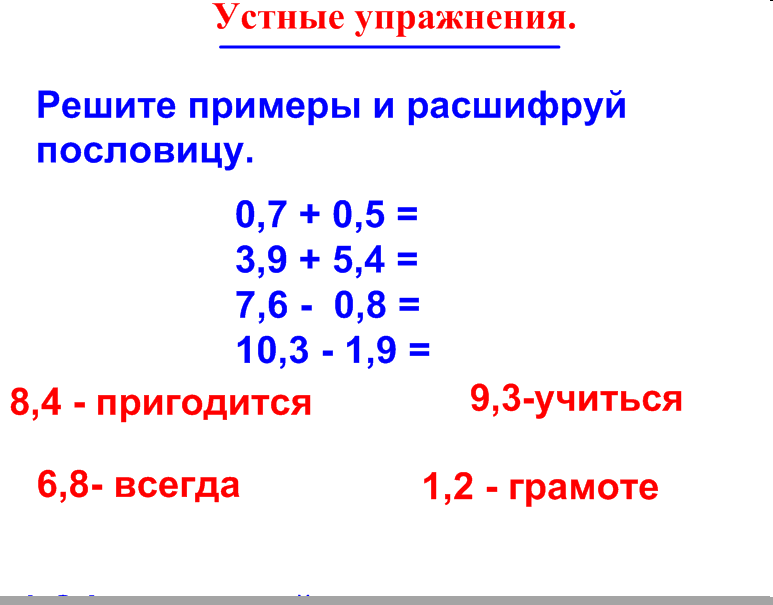 Устные упражнения.
Решите примеры и расшифруй
пословицу.
0,7 + 0,5 =
3,9 + 5,4 =
7,6 - 0,8 =
10,3 - 1,9 =
8,4 - пригодится
9,3-учиться
6,8- всегда
1,2 - грамоте